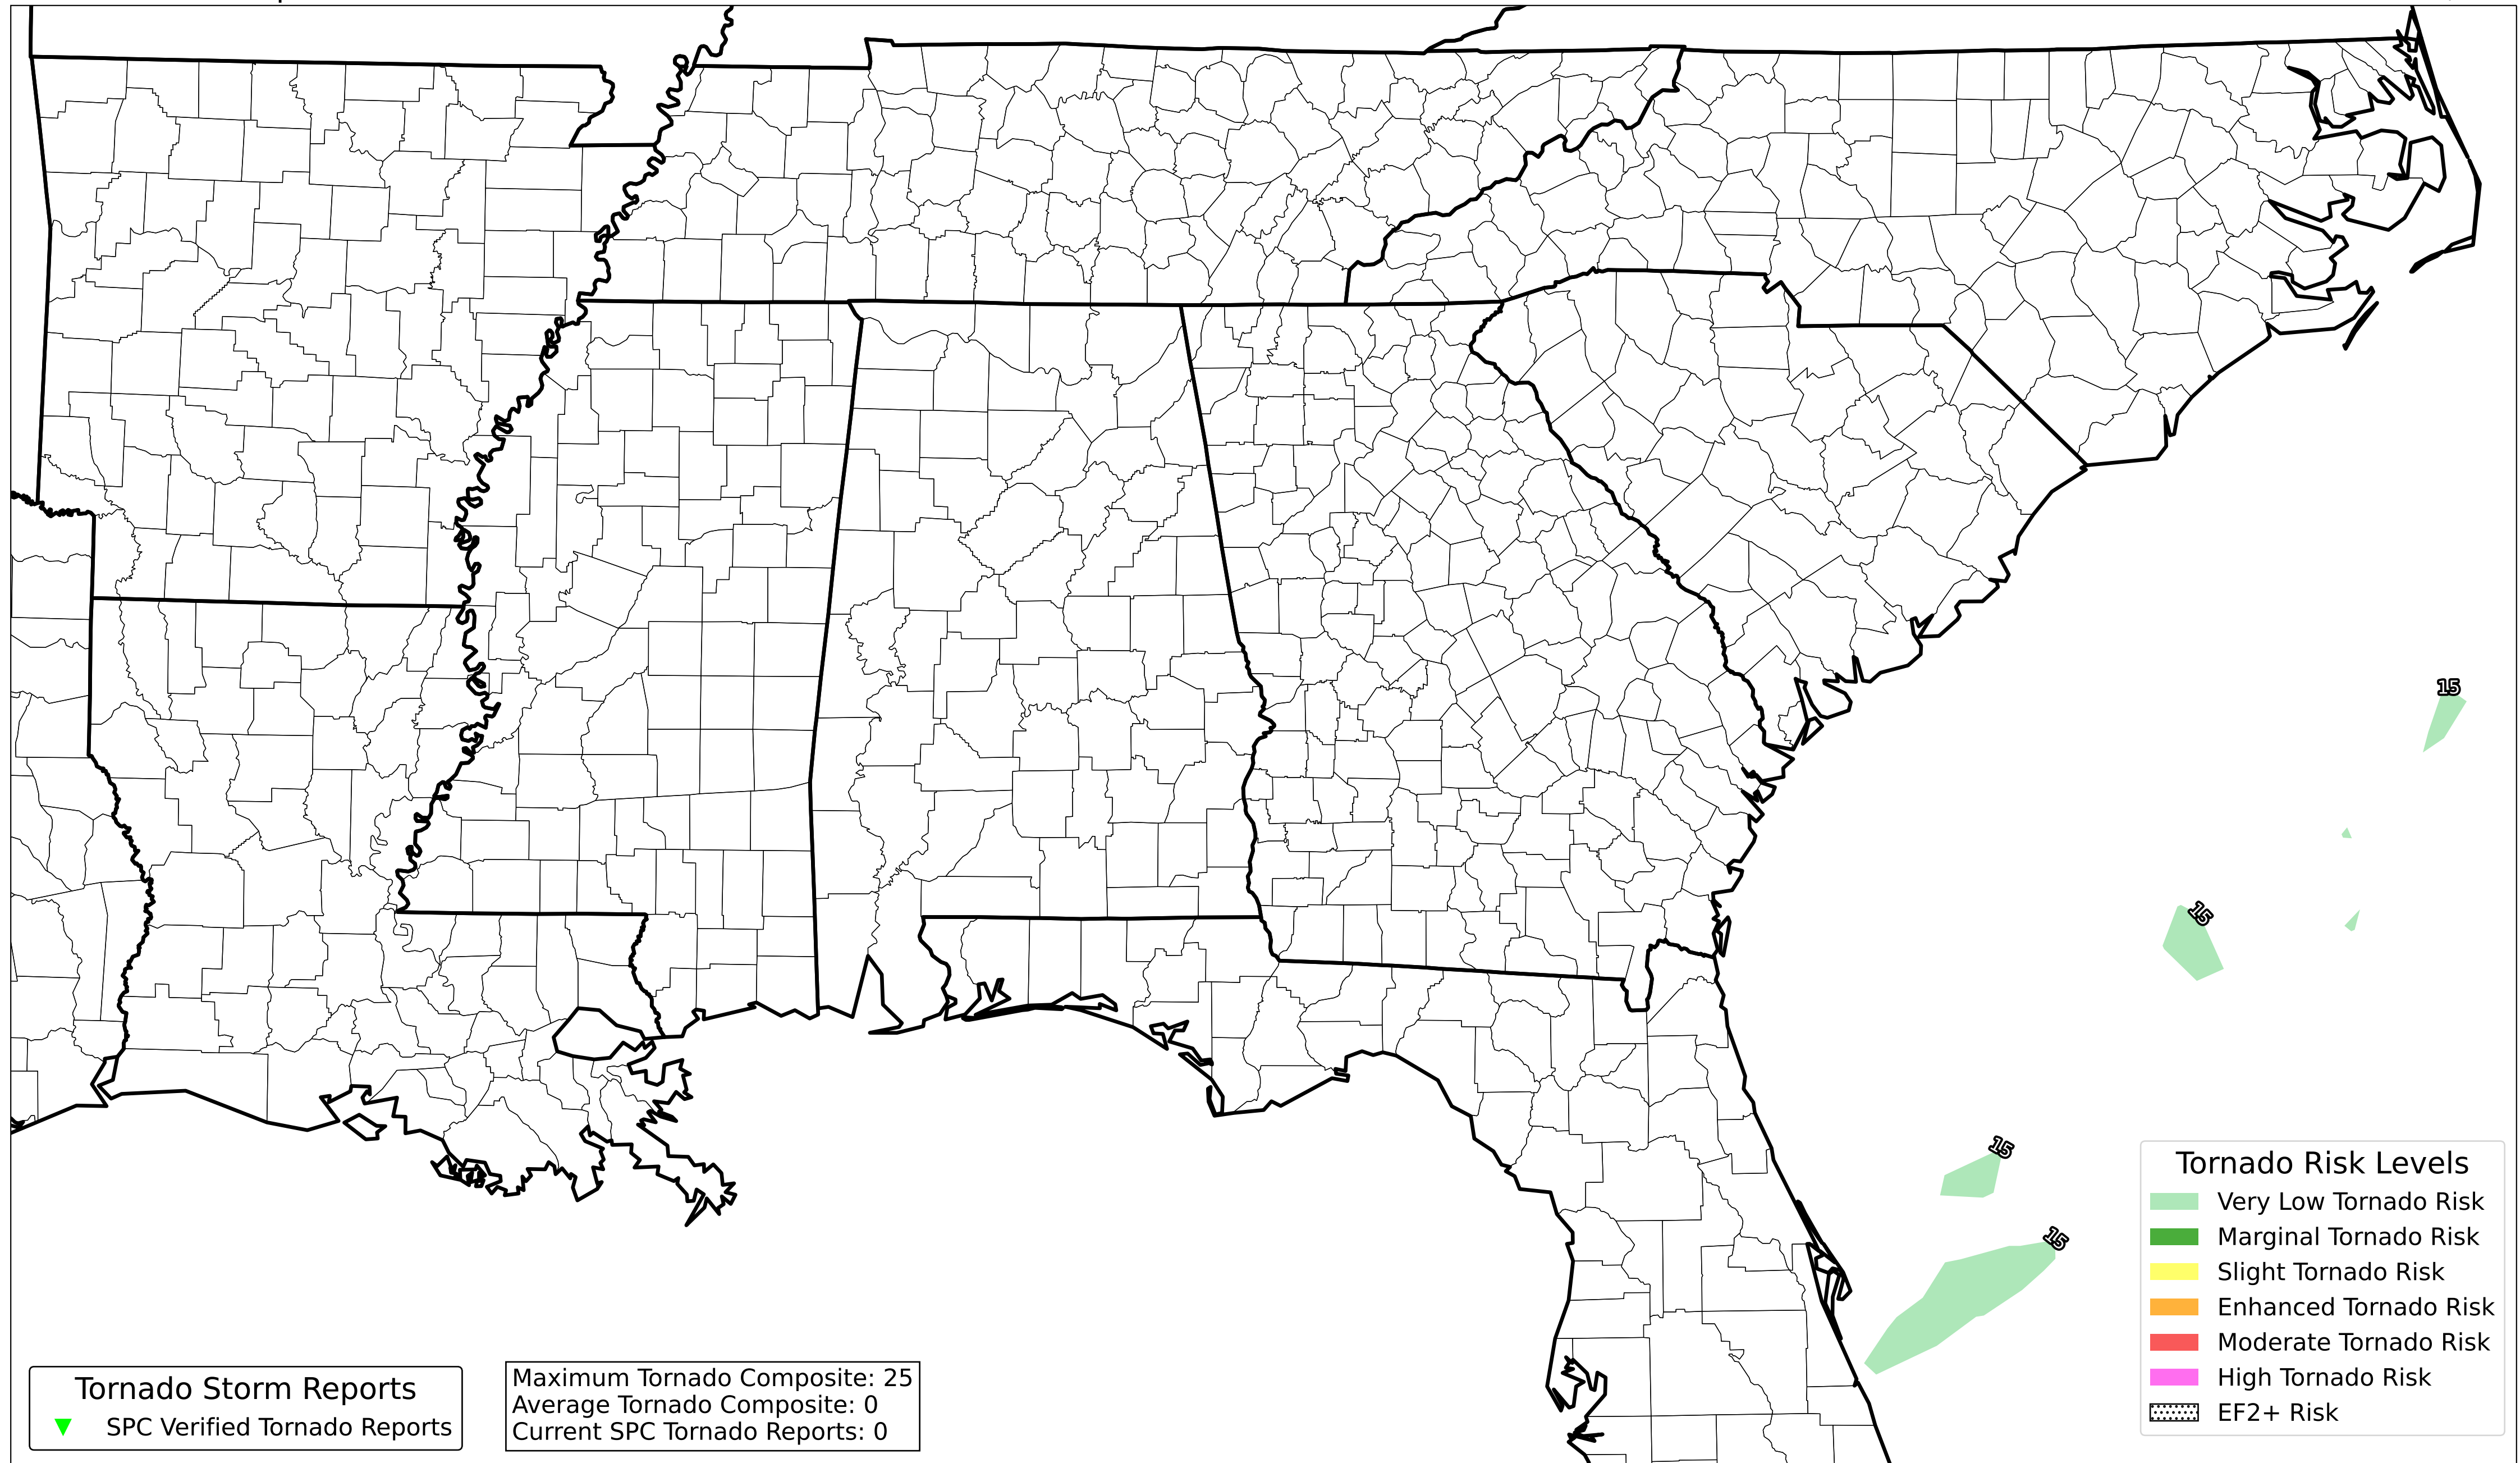 15
15
15
15
Tornado Risk Levels
Very Low Tornado Risk
Marginal Tornado Risk
Slight Tornado Risk
Enhanced Tornado Risk
Moderate Tornado Risk
High Tornado Risk
EF2+ Risk
Tornado Storm Reports
SPC Verified Tornado Reports
Maximum Tornado Composite: 25
Average Tornado Composite: 0
Current SPC Tornado Reports: 0